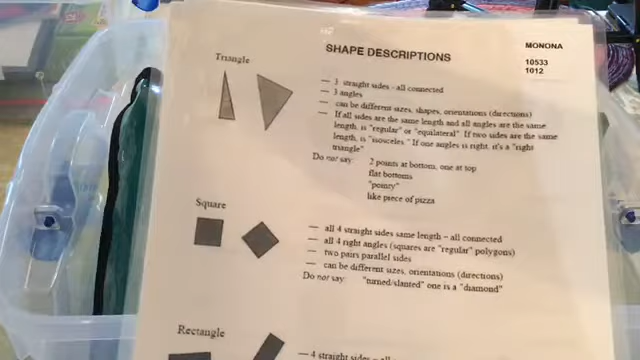 SHAPE DESCRIPTIONS
MONONA
10533
1012
Triangle
— 3 straight sides - all connected
— 3 angles
— can be different sizes, shapes, orientations (directions)
— If all sides are the same length and all angles are the same
length, is "regular" or "equilateral" If two sides are the same
length, is "isosceles." If one angles is right, it's a "right
triangle"
Do not say: 2 points at bottom, one at top
flat bottoms
"pointy"
like piece of pizza
Square
— all 4 straight sides same length – all connected
— all 4 right angles (squares are "regular" polygons)
— two pairs parallel sides
— can be different sizes, orientations (directions)
Do not say: "turned/slanted" one is a "diamond"
Rectangle
— 4 straight sides – all